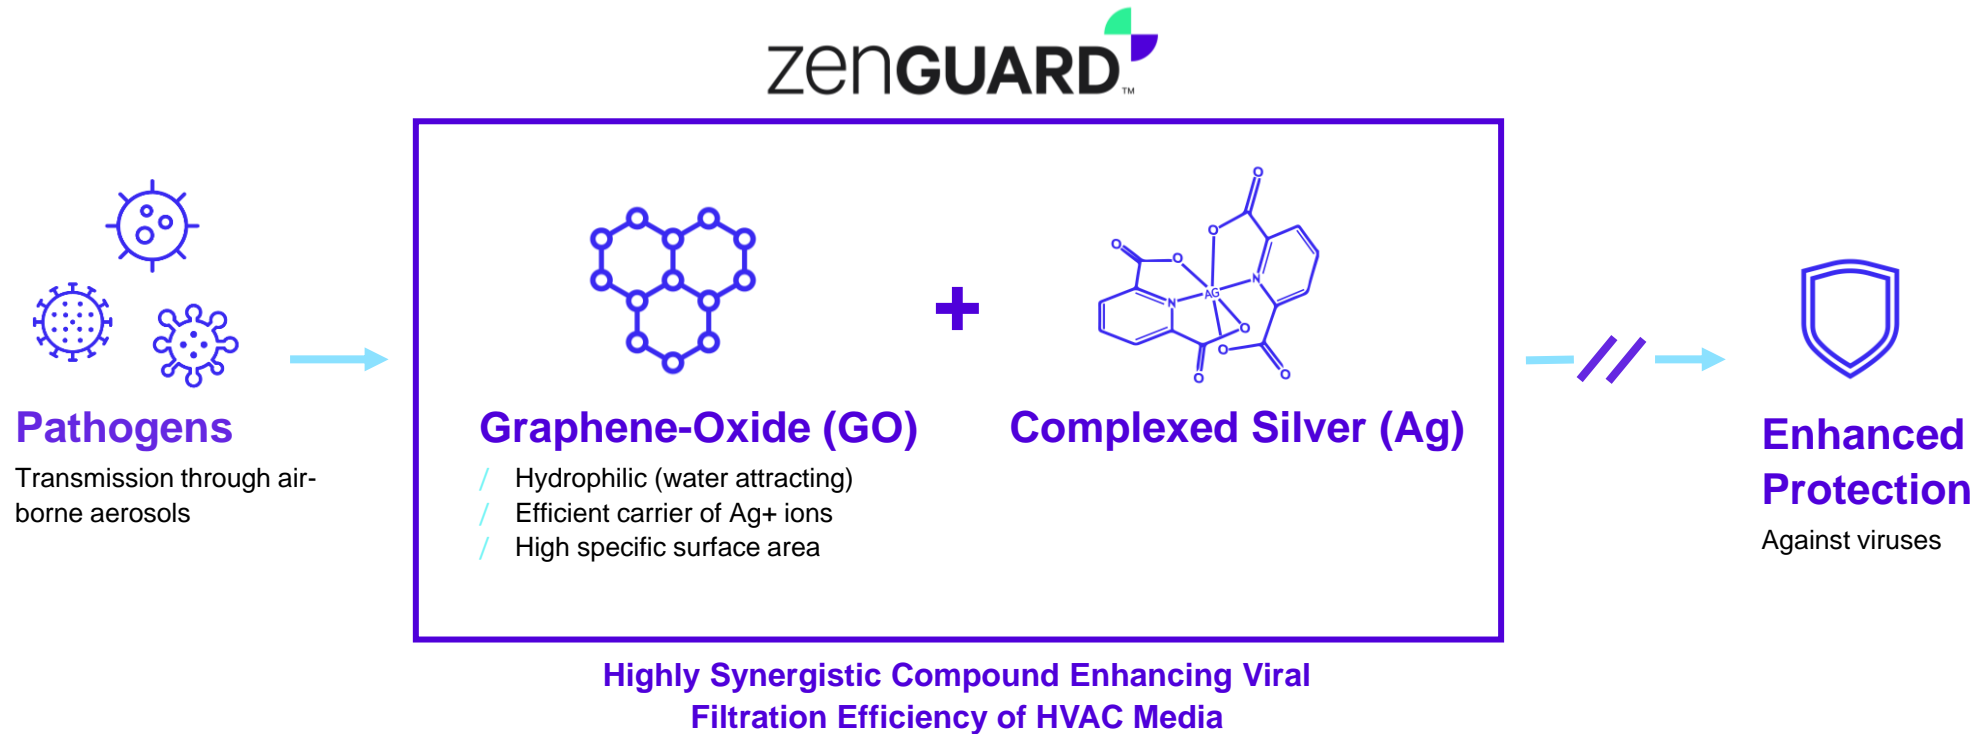 zenGUARD™
Pathogens
Transmission through air-
borne aerosols
Graphene-Oxide (GO)
/ Hydrophilic (water attracting)
/ Efficient carrier of Ag+ ions
/ High specific surface area
+
O
O
O
O
N
AG
N
O
O
O
O
Complexed Silver (Ag)
Enhanced
Protection
Against viruses
Highly Synergistic Compound Enhancing Viral
Filtration Efficiency of HVAC Media